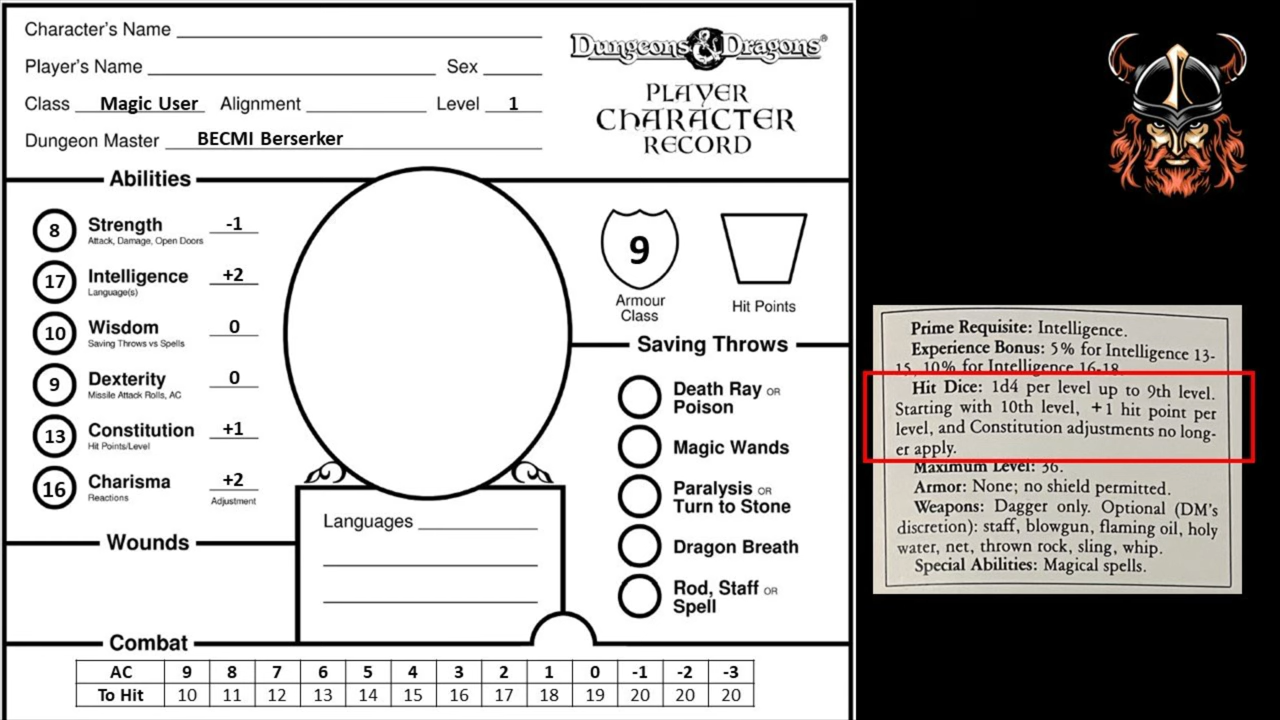 Character's Name
Player's Name Sex
Class Magic User Alignment Level 1
Dungeon Master BECMI Berserker
Dungeons & Dragons®
PLAYER
CHARACTER
RECORD
Abilities
8 Strength -1
Attack, Damage, Open Doors
17 Intelligence +2
Language(s)
10 Wisdom 0
Saving Throws vs Spells
9 Dexterity 0
Missile Attack Rolls, AC
13 Constitution +1
Hit Points/Level
16 Charisma +2
Reactions Adjustment
Wounds
Languages
9
Armour
Class
Hit Points
Saving Throws
Death Ray OR
Poison
Magic Wands
Paralysis OR
Turn to Stone
Dragon Breath
Rod, Staff OR
Spell
Combat
AC 9 8 7 6 5 4 3 2 1 0 -1 -2 -3
To Hit 10 11 12 13 14 15 16 17 18 19 20 20 20
Prime Requisite: Intelligence.
Experience Bonus: 5% for Intelligence 13-
15, 10% for Intelligence 16-18.
Hit Dice: 1d4 per level up to 9th level.
Starting with 10th level, +1 hit point per
level, and Constitution adjustments no long-
er apply.
Maximum Level: 36.
Armor: None; no shield permitted.
Weapons: Dagger only. Optional (DM's
discretion): staff, blowgun, flaming oil, holy
water, net, thrown rock, sling, whip.
Special Abilities: Magical spells.